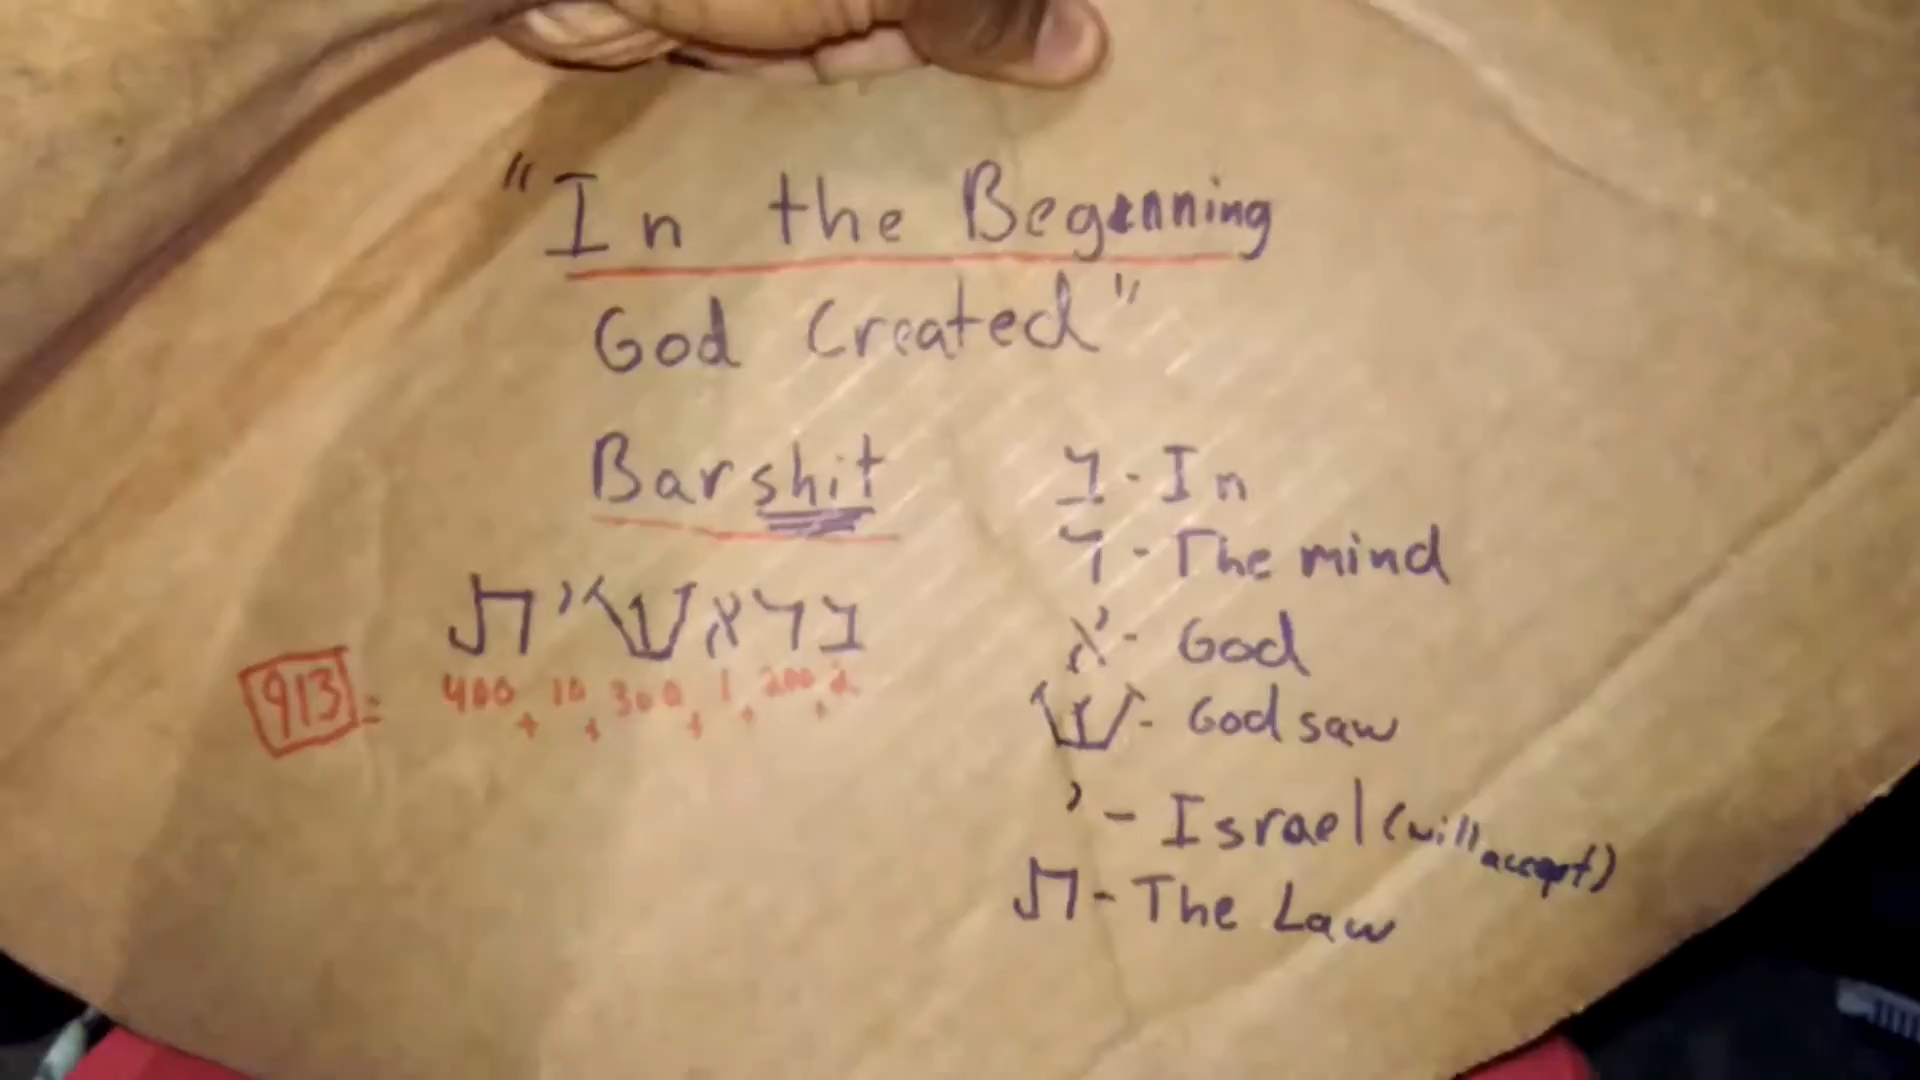 "In the Beginning
God Created"
Barshit
בראשית
913 = 400 + 10 + 300 + 1 + 200 + 2
ב - In
ר - The mind
א - God
ש - God saw
י - Israel (will accept)
ת - The Law